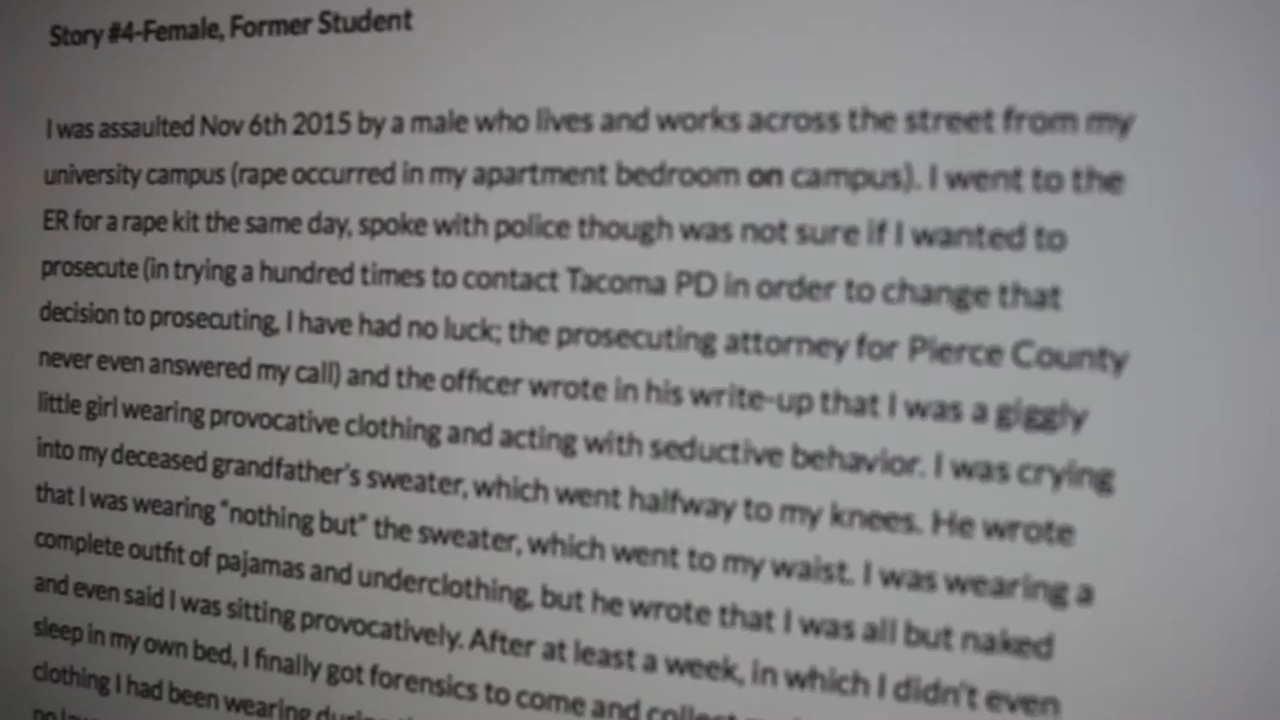 Story #4-Female, Former Student
I was assaulted Nov 6th 2015 by a male who lives and works across the street from my
university campus (rape occurred in my apartment bedroom on campus). I went to the
ER for a rape kit the same day, spoke with police though was not sure if I wanted to
prosecute (in trying a hundred times to contact Tacoma PD in order to change that
decision to prosecuting, I have had no luck; the prosecuting attorney for Pierce County
never even answered my call) and the officer wrote in his write-up that I was a giggly
little girl wearing provocative clothing and acting with seductive behavior. I was crying
into my deceased grandfather's sweater, which went halfway to my knees. He wrote
that I was wearing "nothing but" the sweater, which went to my waist. I was wearing a
complete outfit of pajamas and underclothing, but he wrote that I was all but naked
and even said I was sitting provocatively. After at least a week, in which I didn't even
sleep in my own bed, I finally got forensics to come and collect
clothing I had been wearing during